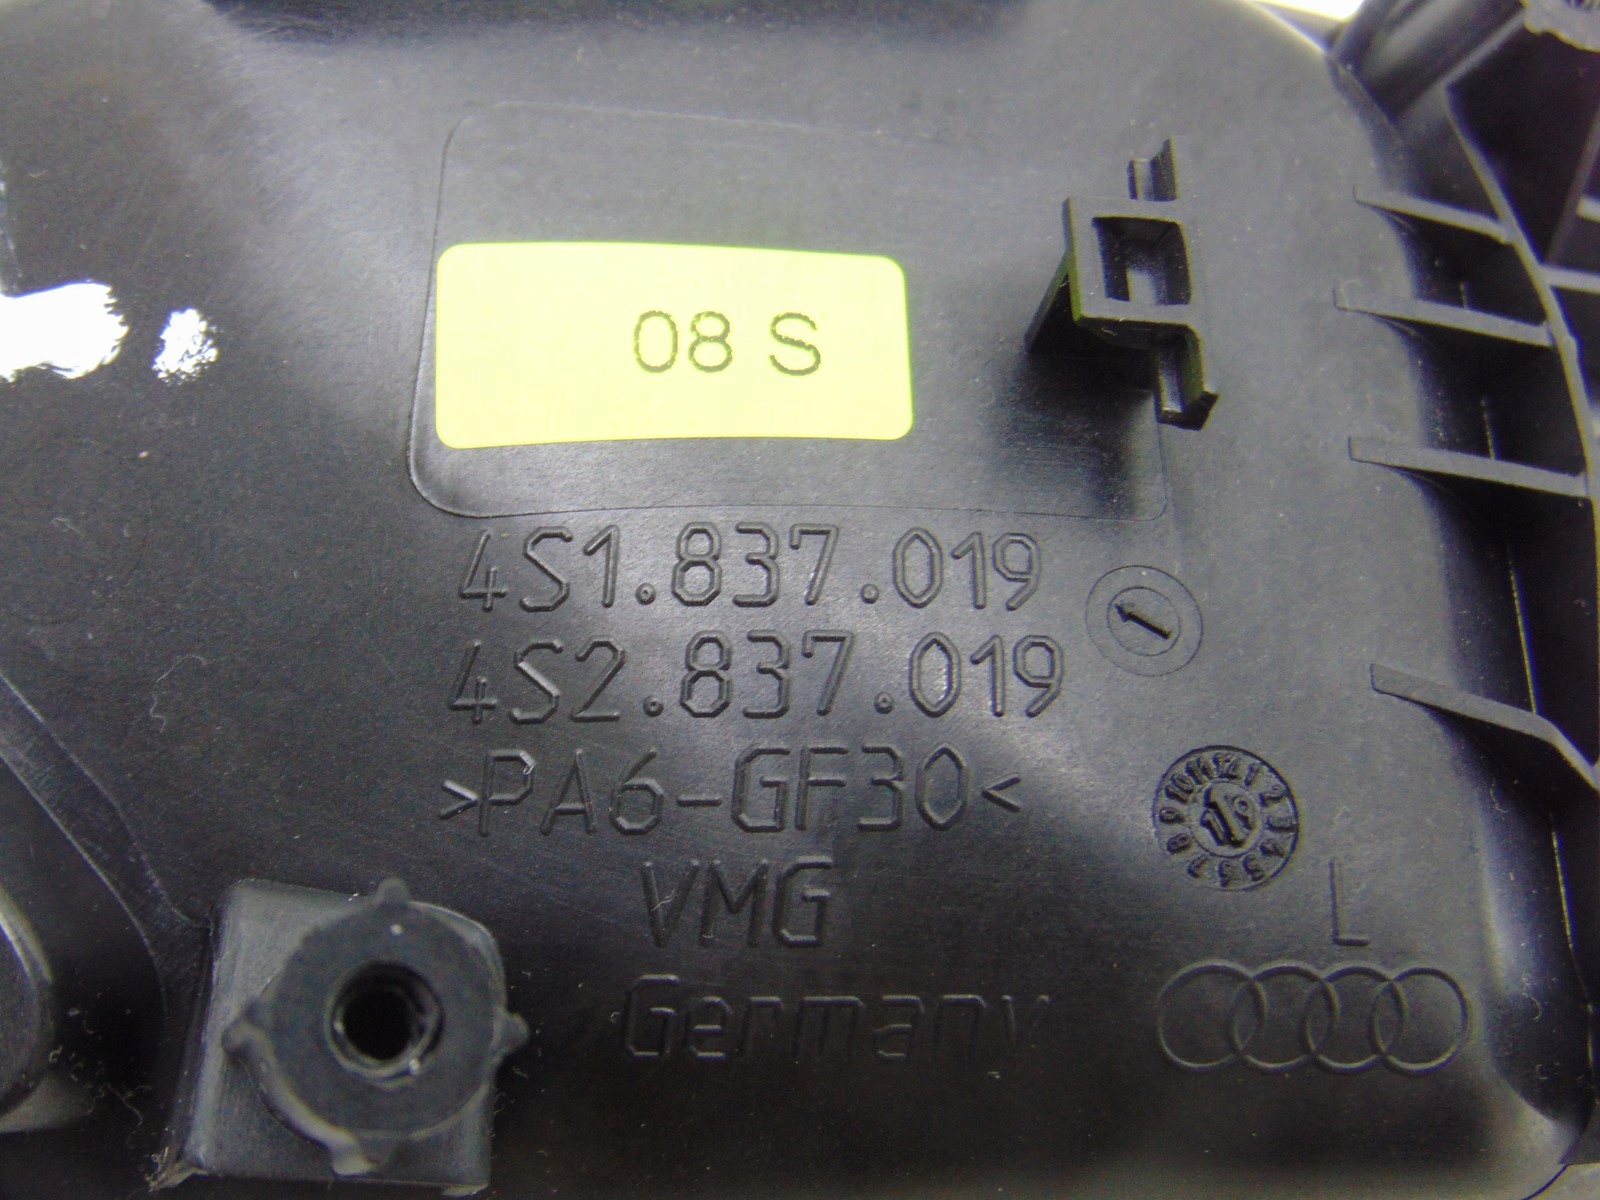 08 S
4S1.837.019
4S2.837.019
>PA6-GF30<
VMG
Germany
L